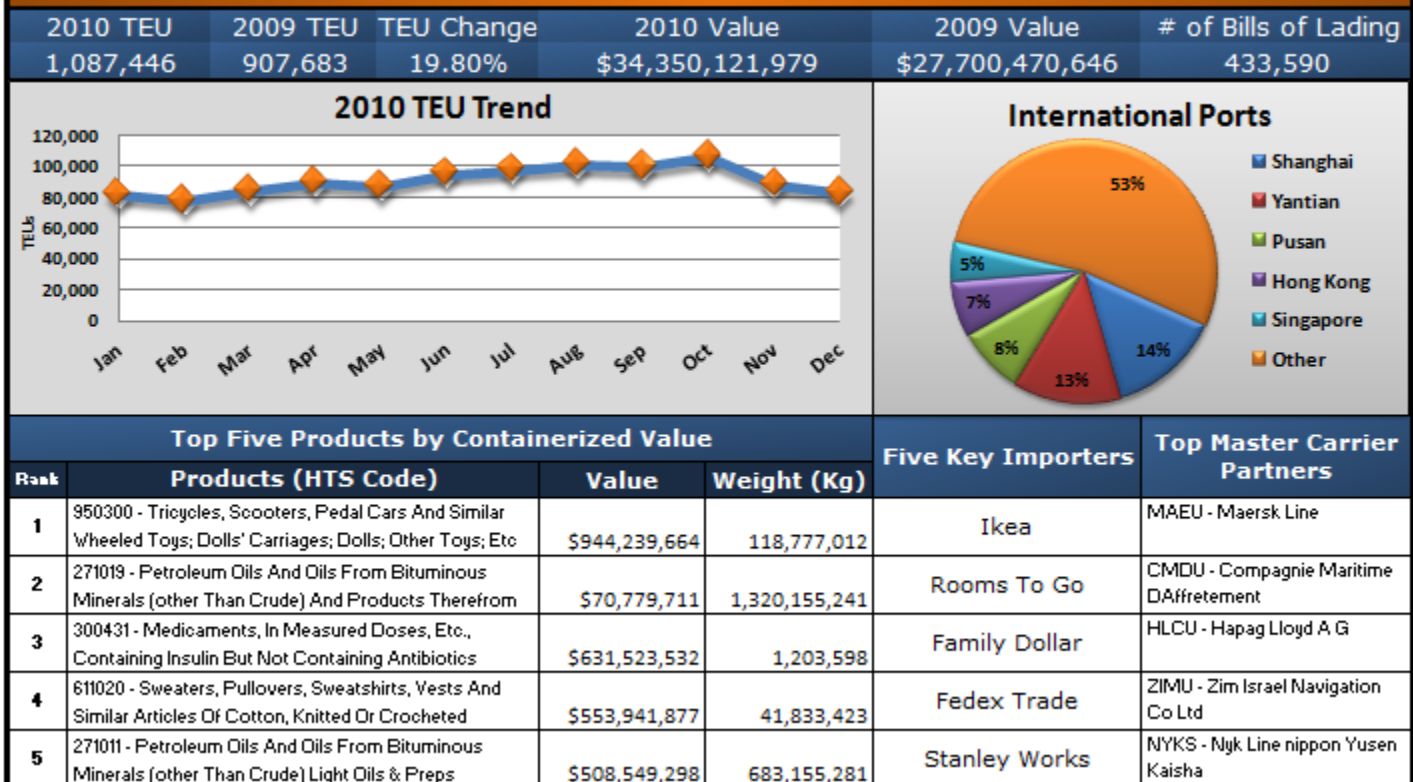 2010 TEU 2009 TEU TEU Change 2010 Value 2009 Value # of Bills of Lading
1,087,446 907,683 19.80% $34,350,121,979 $27,700,470,646 433,590
2010 TEU Trend
120,000
100,000
80,000
60,000
40,000
20,000
0
TEUs
Jan Feb Mar Apr May Jun Jul Aug Sep Oct Nov Dec
International Ports
53%
5%
7%
8%
13%
14%
Shanghai
Yantian
Pusan
Hong Kong
Singapore
Other
Top Five Products by Containerized Value
Rank Products (HTS Code) Value Weight (Kg)
Five Key Importers
Top Master Carrier
Partners
1
950300 - Tricycles, Scooters, Pedal Cars And Similar
Wheeled Toys; Dolls' Carriages; Dolls; Other Toys; Etc
$944,239,664 118,777,012
Ikea
MAEU - Maersk Line
2
271019 - Petroleum Oils And Oils From Bituminous
Minerals (other Than Crude) And Products Therefrom
$70,779,711 1,320,155,241
Rooms To Go
CMDU - Compagnie Maritime
DAffretement
3
300431 - Medicaments, In Measured Doses, Etc.,
Containing Insulin But Not Containing Antibiotics
$631,523,532 1,203,598
Family Dollar
HLCU - Hapag Lloyd A G
4
611020 - Sweaters, Pullovers, Sweatshirts, Vests And
Similar Articles Of Cotton, Knitted Or Crocheted
$553,941,877 41,833,423
Fedex Trade
ZIMU - Zim Israel Navigation
Co Ltd
5
271011 - Petroleum Oils And Oils From Bituminous
Minerals (other Than Crude) Light Oils & Preps
$508,549,298 683,155,281
Stanley Works
NYKS - Nyk Line nippon Yusen
Kaisha